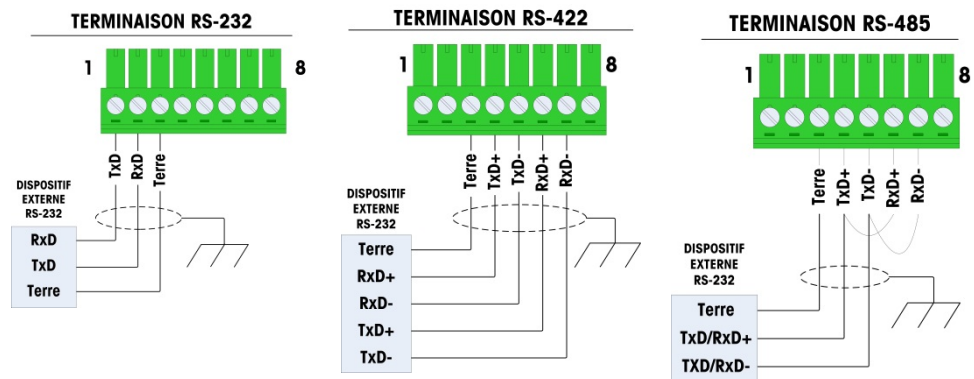 TERMINAISON RS-232
1
8
TxD
RxD
Terre
DISPOSITIF
EXTERNE
RS-232
RxD
TxD
Terre
TERMINAISON RS-422
1
8
Terre
TxD+
TxD-
RxD+
RxD-
DISPOSITIF
EXTERNE
RS-232
Terre
RxD+
RxD-
TxD+
TxD-
TERMINAISON RS-485
1
8
Terre
TxD+
TxD-
RxD+
RxD-
DISPOSITIF
EXTERNE
RS-232
Terre
TxD/RxD+
TXD/RxD-